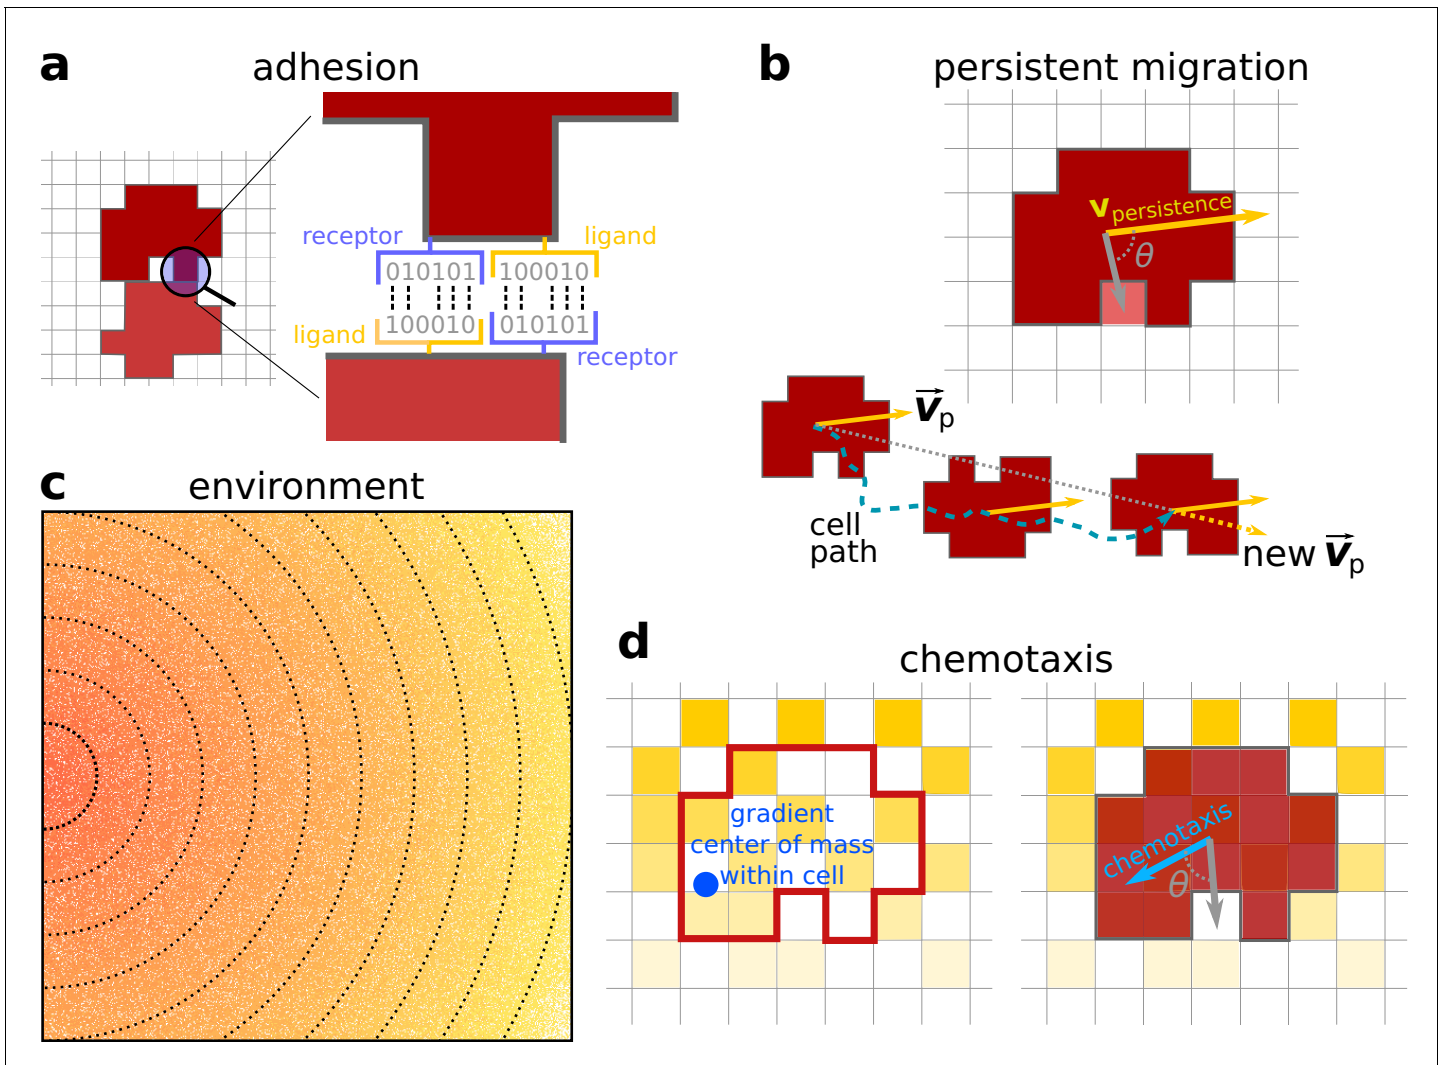 a
adhesion
receptor
ligand
010101
100010
100010
010101
ligand
receptor
b
persistent migration
v persistence
θ
v p
cell
path
new v p
c
environment
d
chemotaxis
gradient
center of mass
within cell
chemotaxis
θ